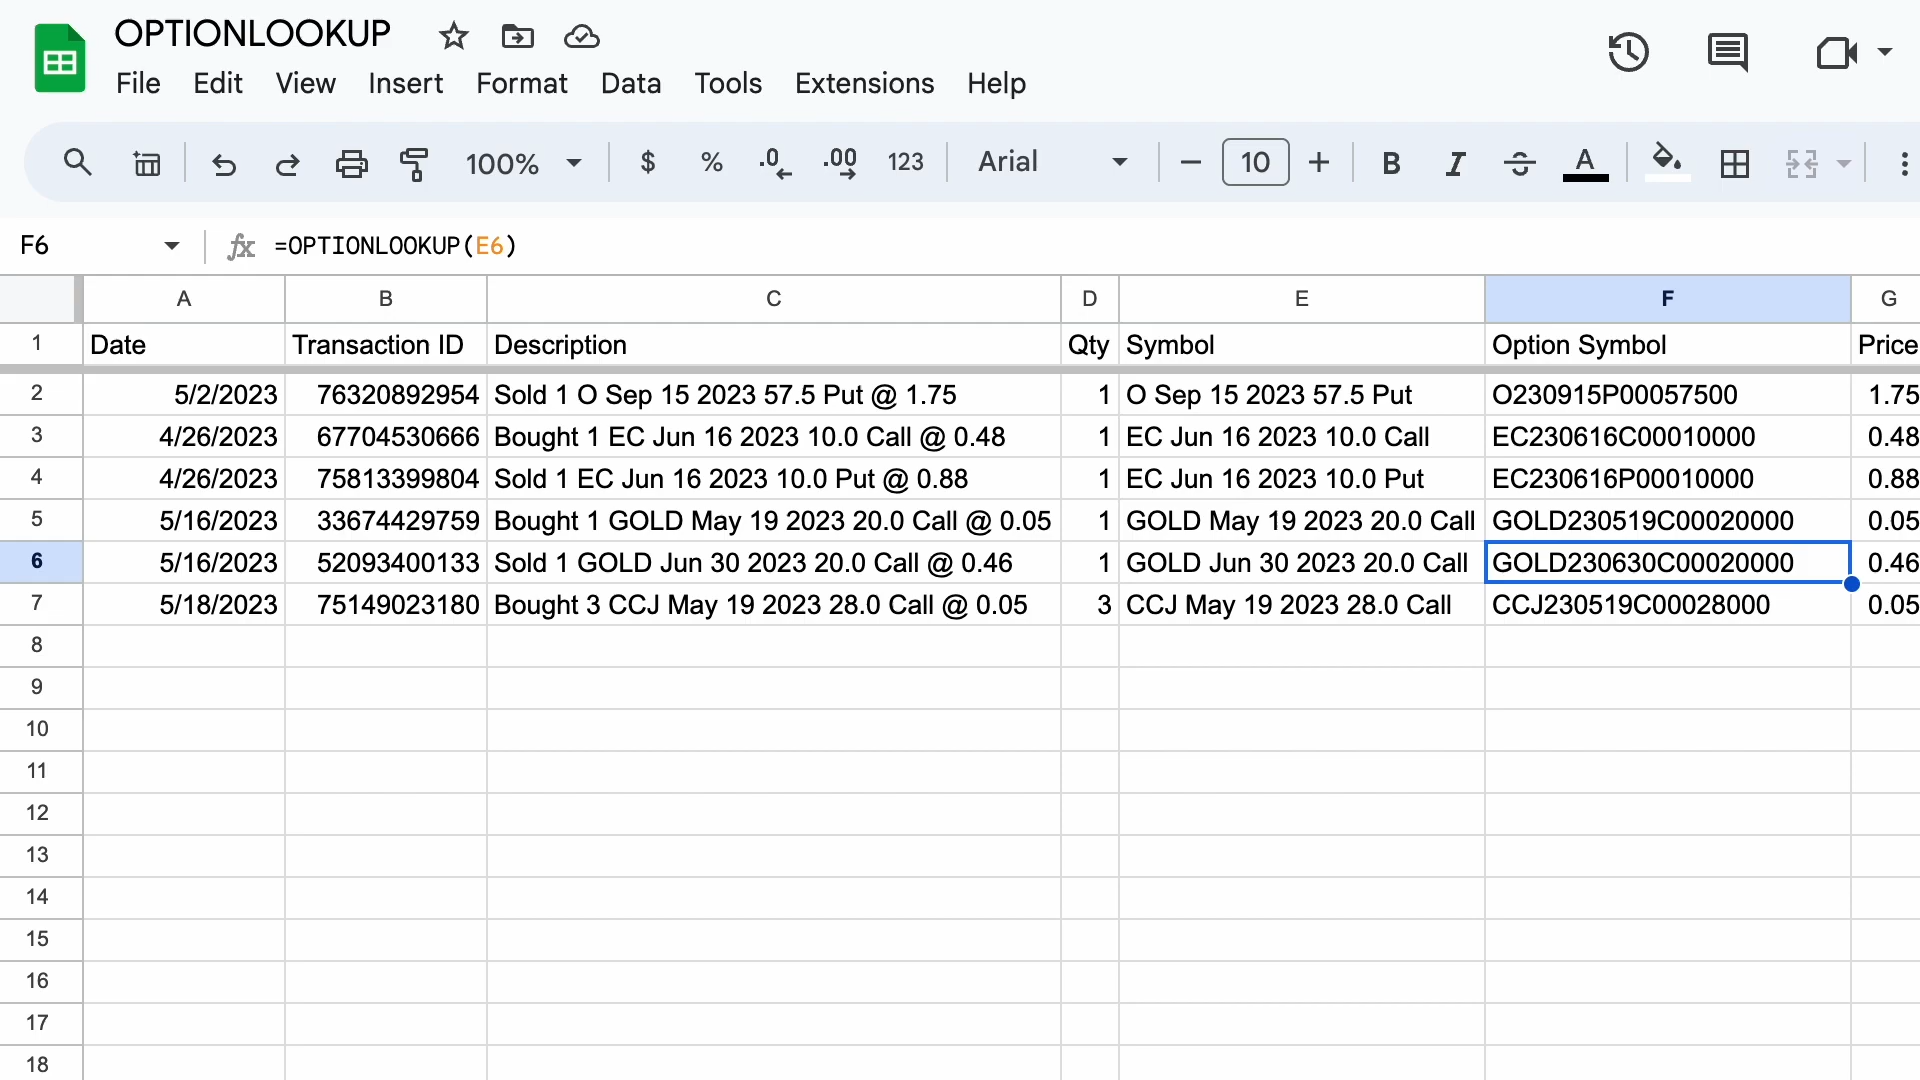 OPTIONLOOKUP
File Edit View Insert Format Data Tools Extensions Help
100% $ % .0 .00 123 Arial 10 B I A
F6 fx =OPTIONLOOKUP(E6)
A B C D E F G
1 Date Transaction ID Description Qty Symbol Option Symbol Price
2 5/2/2023 76320892954 Sold 1 O Sep 15 2023 57.5 Put @ 1.75 1 O Sep 15 2023 57.5 Put O230915P00057500 1.75
3 4/26/2023 67704530666 Bought 1 EC Jun 16 2023 10.0 Call @ 0.48 1 EC Jun 16 2023 10.0 Call EC230616C00010000 0.48
4 4/26/2023 75813399804 Sold 1 EC Jun 16 2023 10.0 Put @ 0.88 1 EC Jun 16 2023 10.0 Put EC230616P00010000 0.88
5 5/16/2023 33674429759 Bought 1 GOLD May 19 2023 20.0 Call @ 0.05 1 GOLD May 19 2023 20.0 Call GOLD230519C00020000 0.05
6 5/16/2023 52093400133 Sold 1 GOLD Jun 30 2023 20.0 Call @ 0.46 1 GOLD Jun 30 2023 20.0 Call GOLD230630C00020000 0.46
7 5/18/2023 75149023180 Bought 3 CCJ May 19 2023 28.0 Call @ 0.05 3 CCJ May 19 2023 28.0 Call CCJ230519C00028000 0.05
8
9
10
11
12
13
14
15
16
17
18